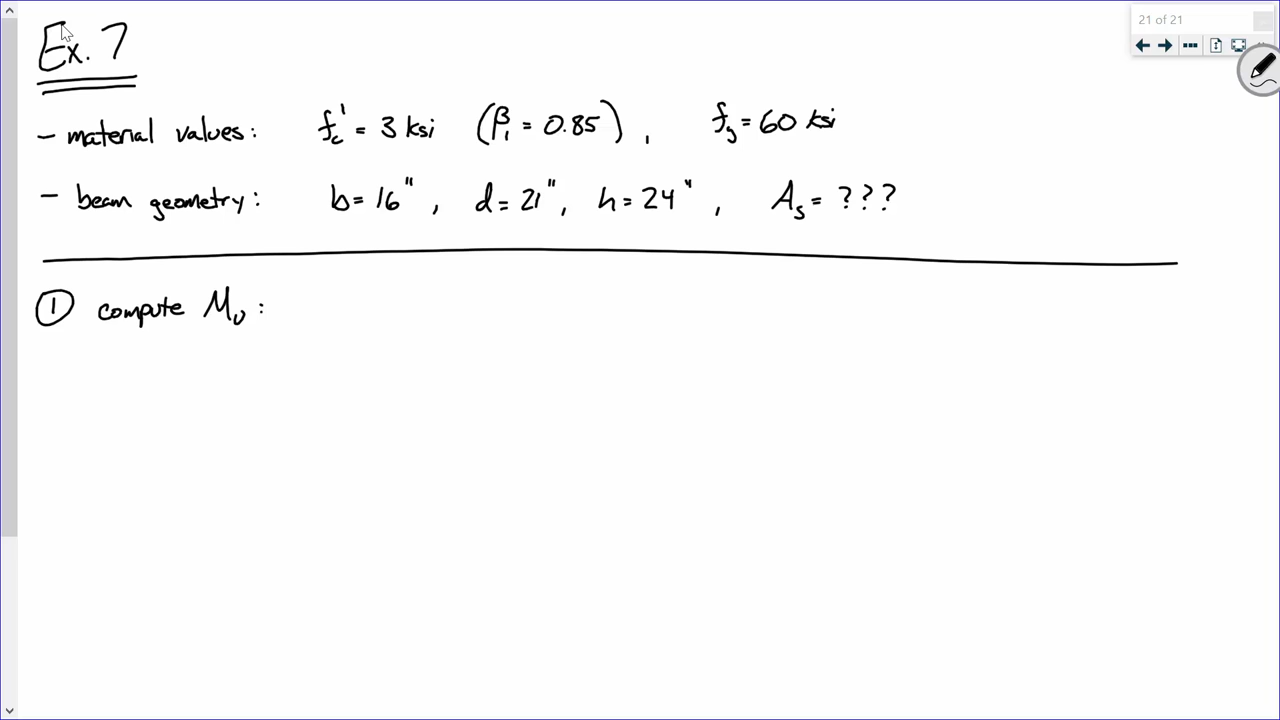 21 of 21
Ex. 7
- material values: f'c = 3 ksi (β1 = 0.85), fy = 60 ksi
- beam geometry: b = 16", d = 21", h = 24", As = ???
① compute Mu: